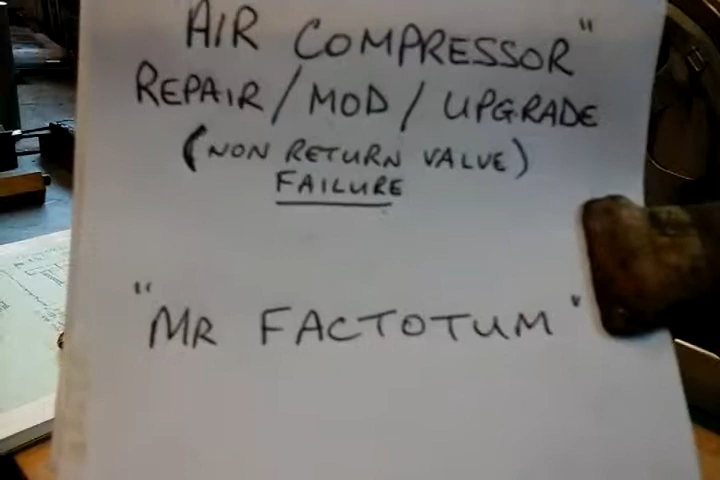 AIR COMPRESSOR"
REPAIR/MOD/UPGRADE
(NON RETURN VALVE)
FAILURE
"MR FACTOTUM"